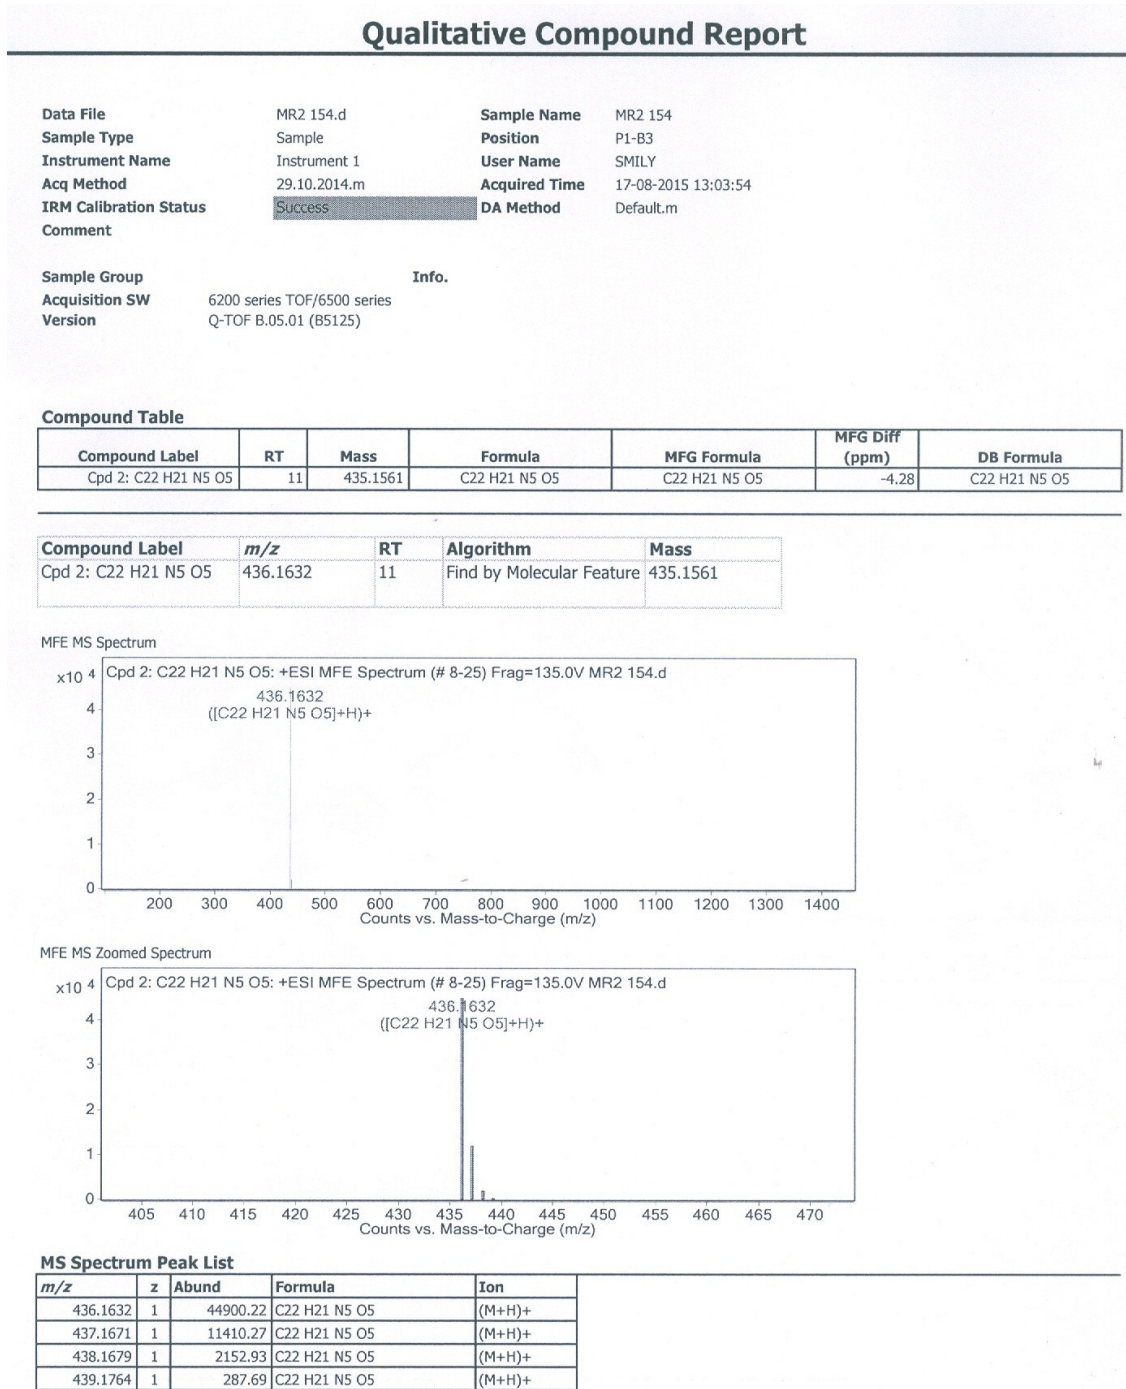 Qualitative Compound Report
Data File MR2 154.d Sample Name MR2 154
Sample Type Sample Position P1-B3
Instrument Name Instrument 1 User Name SMILY
Acq Method 29.10.2014.m Acquired Time 17-08-2015 13:03:54
IRM Calibration Status Success DA Method Default.m
Comment
Sample Group Info.
Acquisition SW 6200 series TOF/6500 series
Version Q-TOF B.05.01 (B5125)
Compound Table
MFG Diff
Compound Label RT Mass Formula MFG Formula (ppm) DB Formula
Cpd 2: C22 H21 N5 O5 11 435.1561 C22 H21 N5 O5 C22 H21 N5 O5 -4.28 C22 H21 N5 O5
Compound Label m/z RT Algorithm Mass
Cpd 2: C22 H21 N5 O5 436.1632 11 Find by Molecular Feature 435.1561
MFE MS Spectrum
x10 4 Cpd 2: C22 H21 N5 O5: +ESI MFE Spectrum (# 8-25) Frag=135.0V MR2 154.d
436.1632
4
([C22 H21 N5 O5]+H)+
3
2
1
0
200 300 400 500 600 700 800 900 1000 1100 1200 1300 1400
Counts vs. Mass-to-Charge (m/z)
MFE MS Zoomed Spectrum
x10 4 Cpd 2: C22 H21 N5 O5: +ESI MFE Spectrum (# 8-25) Frag=135.0V MR2 154.d
436.1632
4
([C22 H21 N5 O5]+H)+
3
2
1
0
405 410 415 420 425 430 435 440 445 450 455 460 465 470
Counts vs. Mass-to-Charge (m/z)
MS Spectrum Peak List
m/z z Abund Formula Ion
436.1632 1 44900.22 C22 H21 N5 O5 (M+H)+
437.1671 1 11410.27 C22 H21 N5 O5 (M+H)+
438.1679 1 2152.93 C22 H21 N5 O5 (M+H)+
439.1764 1 287.69 C22 H21 N5 O5 (M+H)+